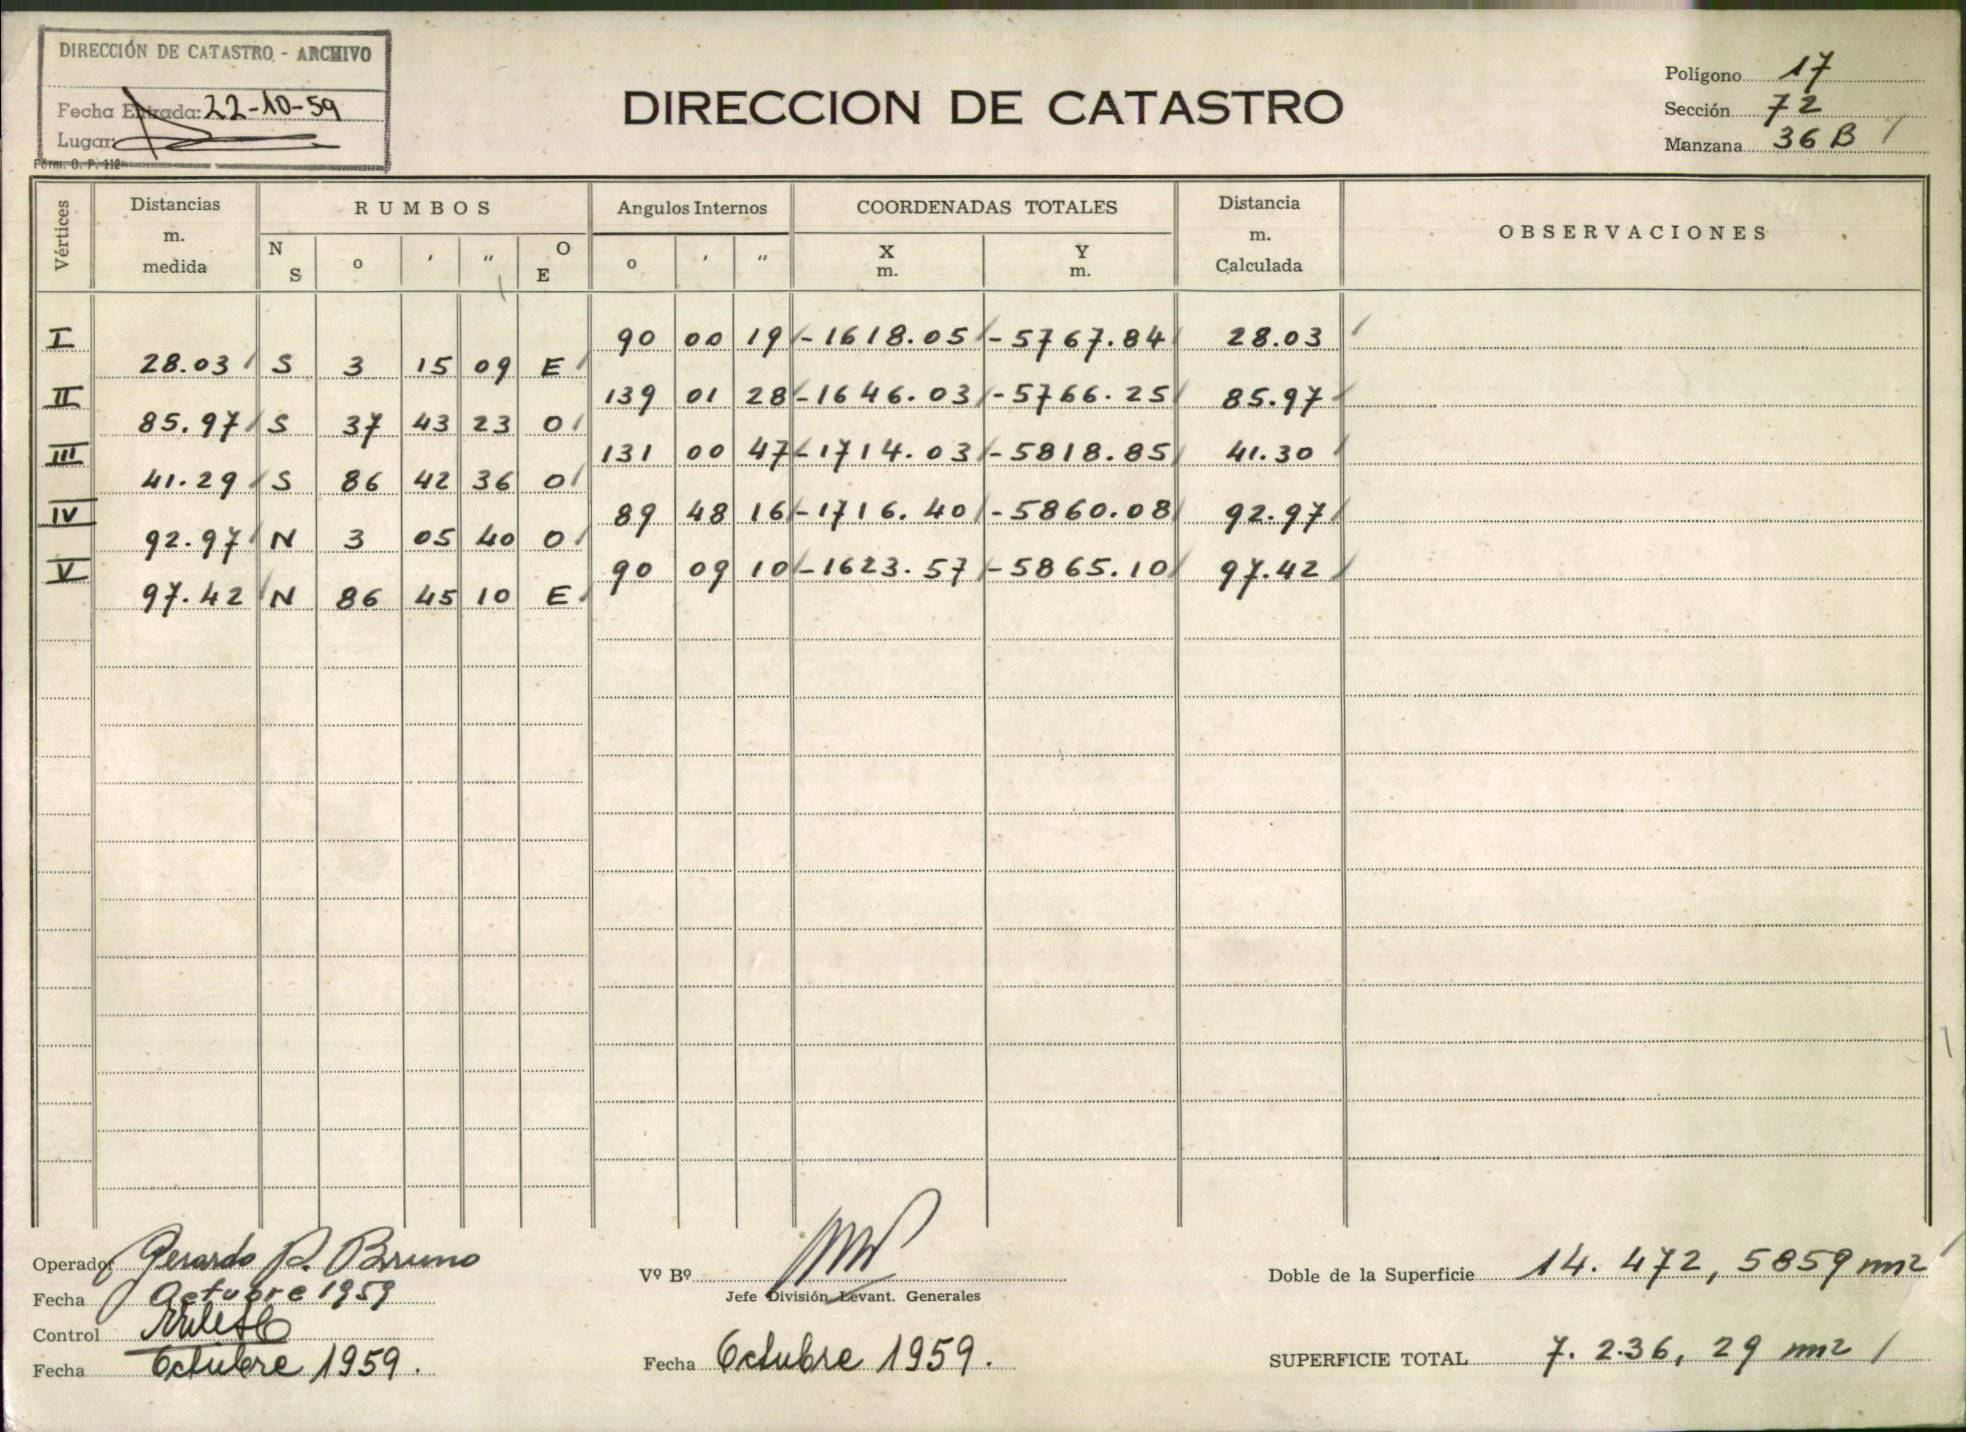 DIRECCIÓN DE CATASTRO - ARCHIVO
Fecha Entrada: 22-10-59
Lugar:
Form. O. P. 112
DIRECCION DE CATASTRO
Polígono 17
Sección 72
Manzana 36 B
Vértices Distancias m. medida RUMBOS Angulos Internos COORDENADAS TOTALES Distancia m. Calculada OBSERVACIONES
N S o ' " O E o ' " X m. Y m.
I 90 00 19 -1618.05 -5767.84 28.03
28.03 S 3 15 09 E
II 139 01 28 -1646.03 -5766.25 85.97
85.97 S 37 43 23 O
III 131 00 47 -1714.03 -5818.85 41.30
41.29 S 86 42 36 O
IV 89 48 16 -1716.40 -5860.08 92.97
92.97 N 3 05 40 O
V 90 09 10 -1623.57 -5865.10 97.42
97.42 N 86 45 10 E
Operador Gerardo P. Bruno
Fecha Octubre 1959
Control
Fecha Octubre 1959.
Vº Bº
Jefe División Levant. Generales
Fecha Octubre 1959.
Doble de la Superficie 14.472,5859 m2
SUPERFICIE TOTAL 7.236,29 m2